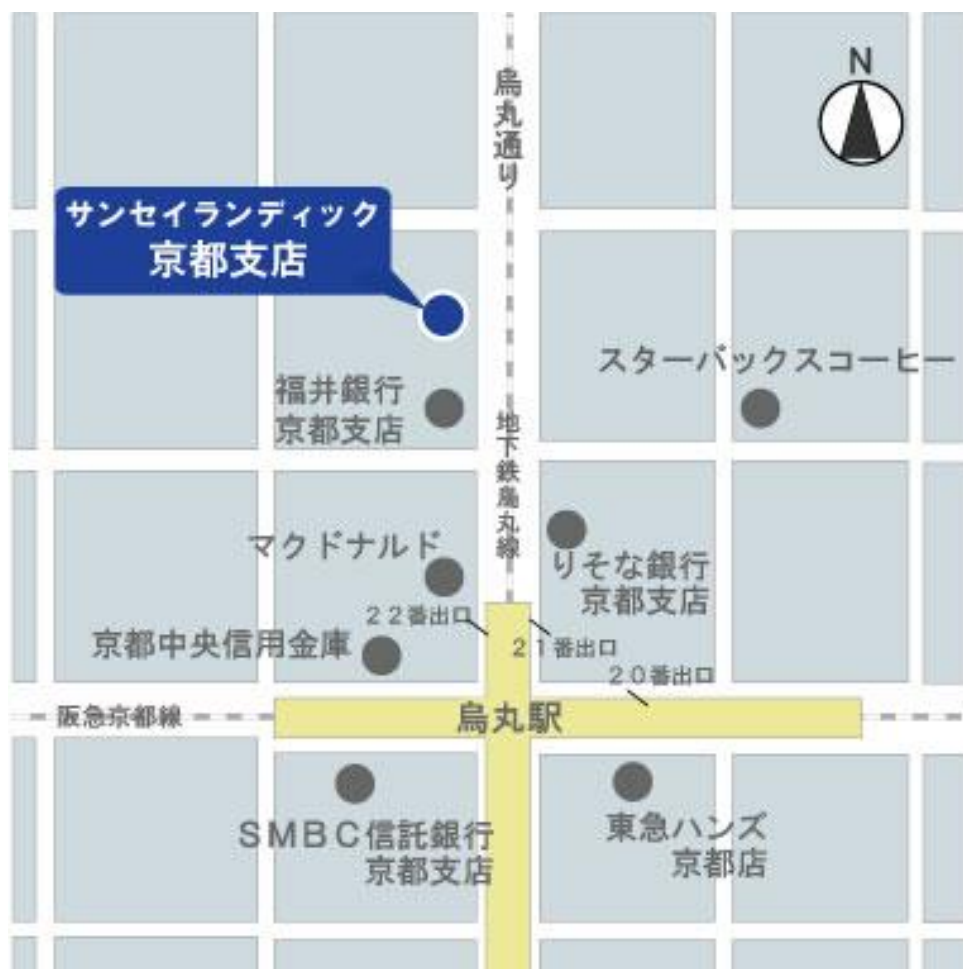 N
烏丸通り
サンセイランディック
京都支店
スターバックスコーヒー
福井銀行
京都支店
地下鉄烏丸線
マクドナルド
りそな銀行
京都支店
22番出口
21番出口
京都中央信用金庫
20番出口
阪急京都線
烏丸駅
SMBC信託銀行
京都支店
東急ハンズ
京都店